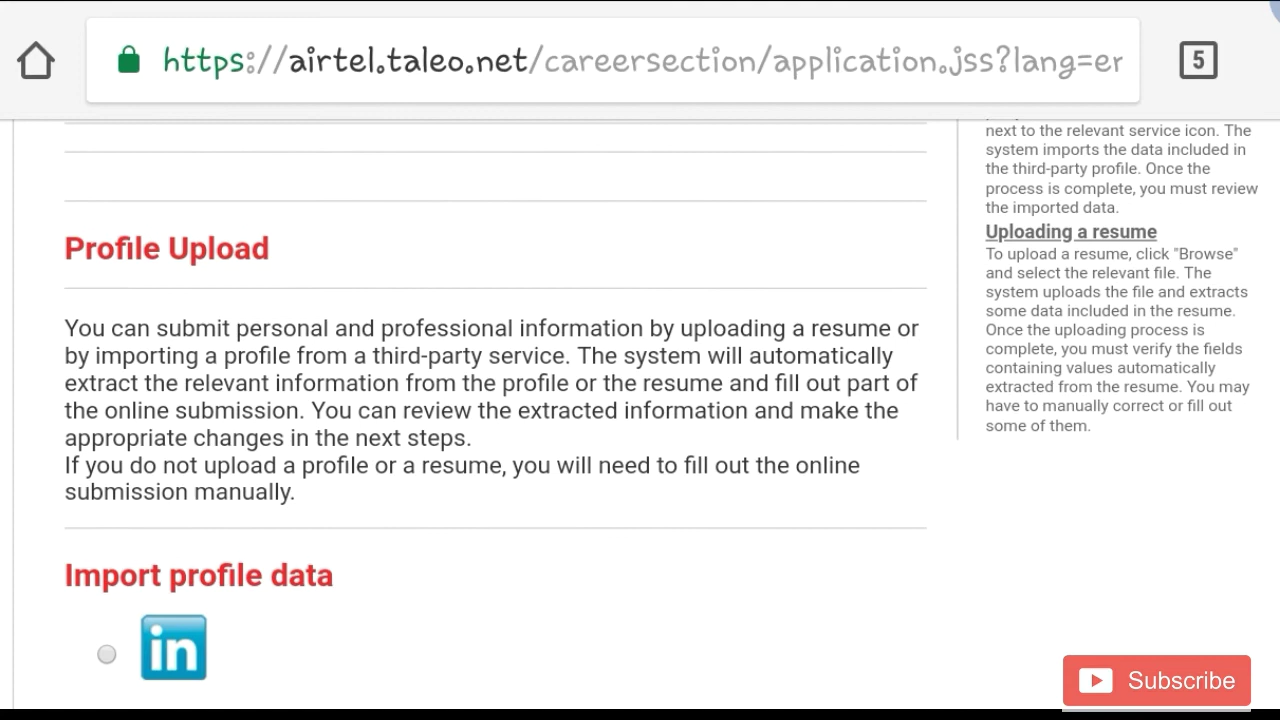 https://airtel.taleo.net/careersection/application.jss?lang=er
5
Profile Upload
You can submit personal and professional information by uploading a resume or
by importing a profile from a third-party service. The system will automatically
extract the relevant information from the profile or the resume and fill out part of
the online submission. You can review the extracted information and make the
appropriate changes in the next steps.
If you do not upload a profile or a resume, you will need to fill out the online
submission manually.
Import profile data
in
next to the relevant service icon. The
system imports the data included in
the third-party profile. Once the
process is complete, you must review
the imported data.
Uploading a resume
To upload a resume, click "Browse"
and select the relevant file. The
system uploads the file and extracts
some data included in the resume.
Once the uploading process is
complete, you must verify the fields
containing values automatically
extracted from the resume. You may
have to manually correct or fill out
some of them.
Subscribe